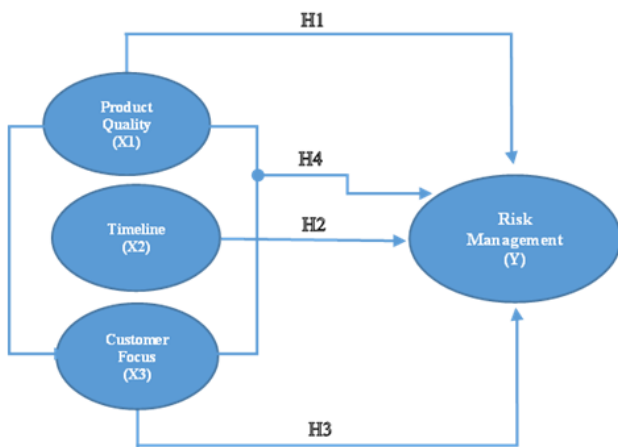 H1
Product
Quality
(X1)
H4
Timeline
(X2)
H2
Risk
Management
(Y)
Customer
Focus
(X3)
H3